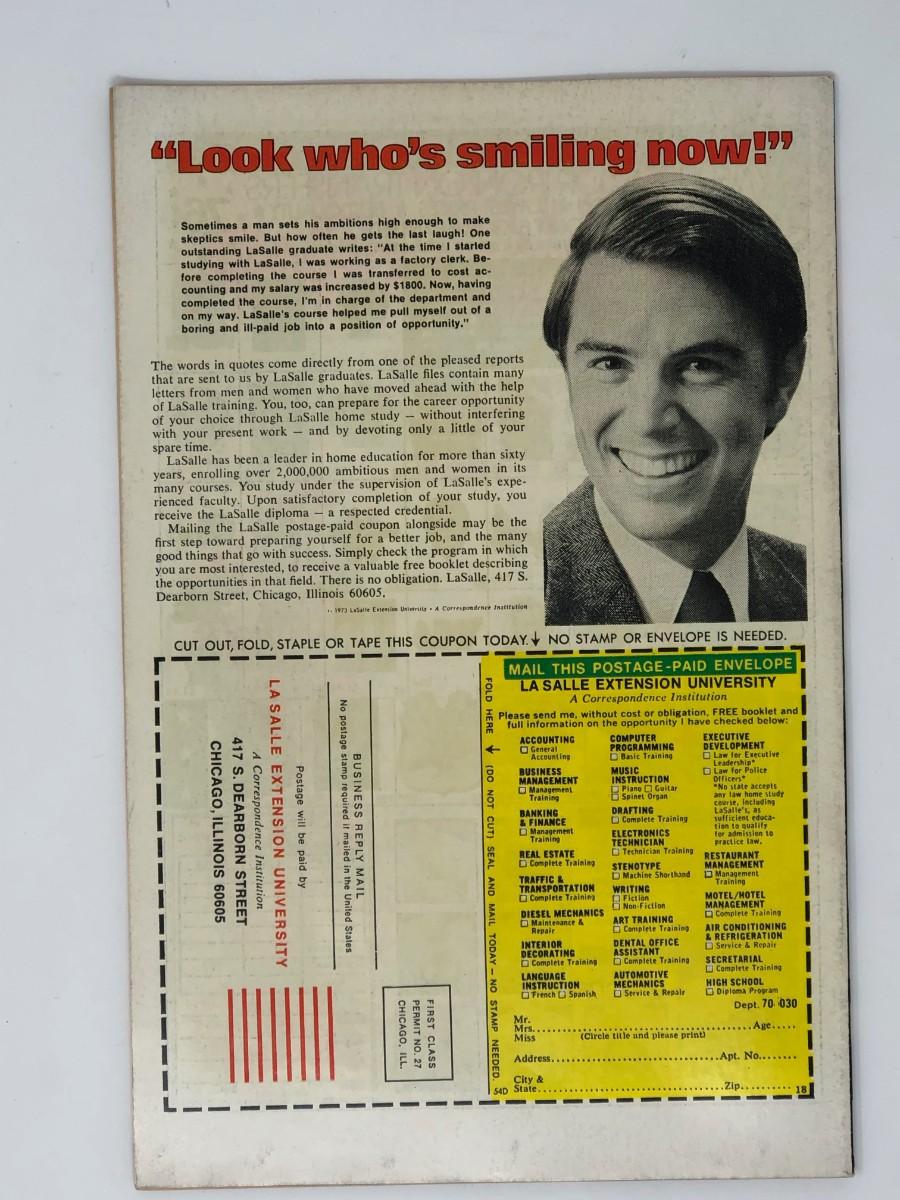 “Look who’s smiling now!”
Sometimes a man sets his ambitions high enough to make
skeptics smile. But how often he gets the last laugh! One
outstanding LaSalle graduate writes: “At the time I started
studying with LaSalle, I was working as a factory clerk. Be-
fore completing the course I was transferred to cost ac-
counting and my salary was increased by $1800. Now, having
completed the course, I’m in charge of the department and
on my way. LaSalle’s course helped me pull myself out of a
boring and ill-paid job into a position of opportunity.”
The words in quotes come directly from one of the pleased reports
that are sent to us by LaSalle graduates. LaSalle files contain many
letters from men and women who have moved ahead with the help
of LaSalle training. You, too, can prepare for the career opportunity
of your choice through LaSalle home study — without interfering
with your present work — and by devoting only a little of your
spare time.
LaSalle has been a leader in home education for more than sixty
years, enrolling over 2,000,000 ambitious men and women in its
many courses. You study under the supervision of LaSalle’s expe-
rienced faculty. Upon satisfactory completion of your study, you
receive the LaSalle diploma — a respected credential.
Mailing the LaSalle postage-paid coupon alongside may be the
first step toward preparing yourself for a better job, and the many
good things that go with success. Simply check the program in which
you are most interested, to receive a valuable free booklet describing
the opportunities in that field. There is no obligation. LaSalle, 417 S.
Dearborn Street, Chicago, Illinois 60605.
1973 LaSalle Extension University • A Correspondence Institution
CUT OUT, FOLD, STAPLE OR TAPE THIS COUPON TODAY. ↓ NO STAMP OR ENVELOPE IS NEEDED.
FIRST CLASS
PERMIT NO. 27
CHICAGO, ILL.
BUSINESS REPLY MAIL
No postage stamp required if mailed in the United States
Postage will be paid by
LA SALLE EXTENSION UNIVERSITY
A Correspondence Institution
417 S. DEARBORN STREET
CHICAGO, ILLINOIS 60605
FOLD HERE → (DO NOT CUT) SEAL AND MAIL TODAY — NO STAMP NEEDED.
MAIL THIS POSTAGE-PAID ENVELOPE
LA SALLE EXTENSION UNIVERSITY
A Correspondence Institution
Please send me, without cost or obligation, FREE booklet and
full information on the opportunity I have checked below:
ACCOUNTING
☐ General
Accounting
BUSINESS
MANAGEMENT
☐ Management
Training
BANKING
& FINANCE
☐ Management
Training
REAL ESTATE
☐ Complete Training
TRAFFIC &
TRANSPORTATION
☐ Complete Training
DIESEL MECHANICS
☐ Maintenance &
Repair
INTERIOR
DECORATING
☐ Complete Training
LANGUAGE
INSTRUCTION
☐ French ☐ Spanish
COMPUTER
PROGRAMMING
☐ Basic Training
MUSIC
INSTRUCTION
☐ Piano ☐ Guitar
☐ Spinet Organ
DRAFTING
☐ Complete Training
ELECTRONICS
TECHNICIAN
☐ Technician Training
STENOTYPE
☐ Machine Shorthand
WRITING
☐ Fiction
☐ Non-Fiction
ART TRAINING
☐ Complete Training
DENTAL OFFICE
ASSISTANT
☐ Complete Training
AUTOMOTIVE
MECHANICS
☐ Service & Repair
EXECUTIVE
DEVELOPMENT
☐ Law for Executive
Leadership*
☐ Law for Police
Officers*
*No state accepts
any law home study
course, including
LaSalle's, as
sufficient educa-
tion to qualify
for admission to
practice law.
RESTAURANT
MANAGEMENT
☐ Management
Training
MOTEL/HOTEL
MANAGEMENT
☐ Complete Training
AIR CONDITIONING
& REFRIGERATION
☐ Service & Repair
SECRETARIAL
☐ Complete Training
HIGH SCHOOL
☐ Diploma Program
Dept. 70-030
Mr.
Mrs. Age
Miss (Circle title and please print)
Address Apt. No.
City &
State Zip
54D
18